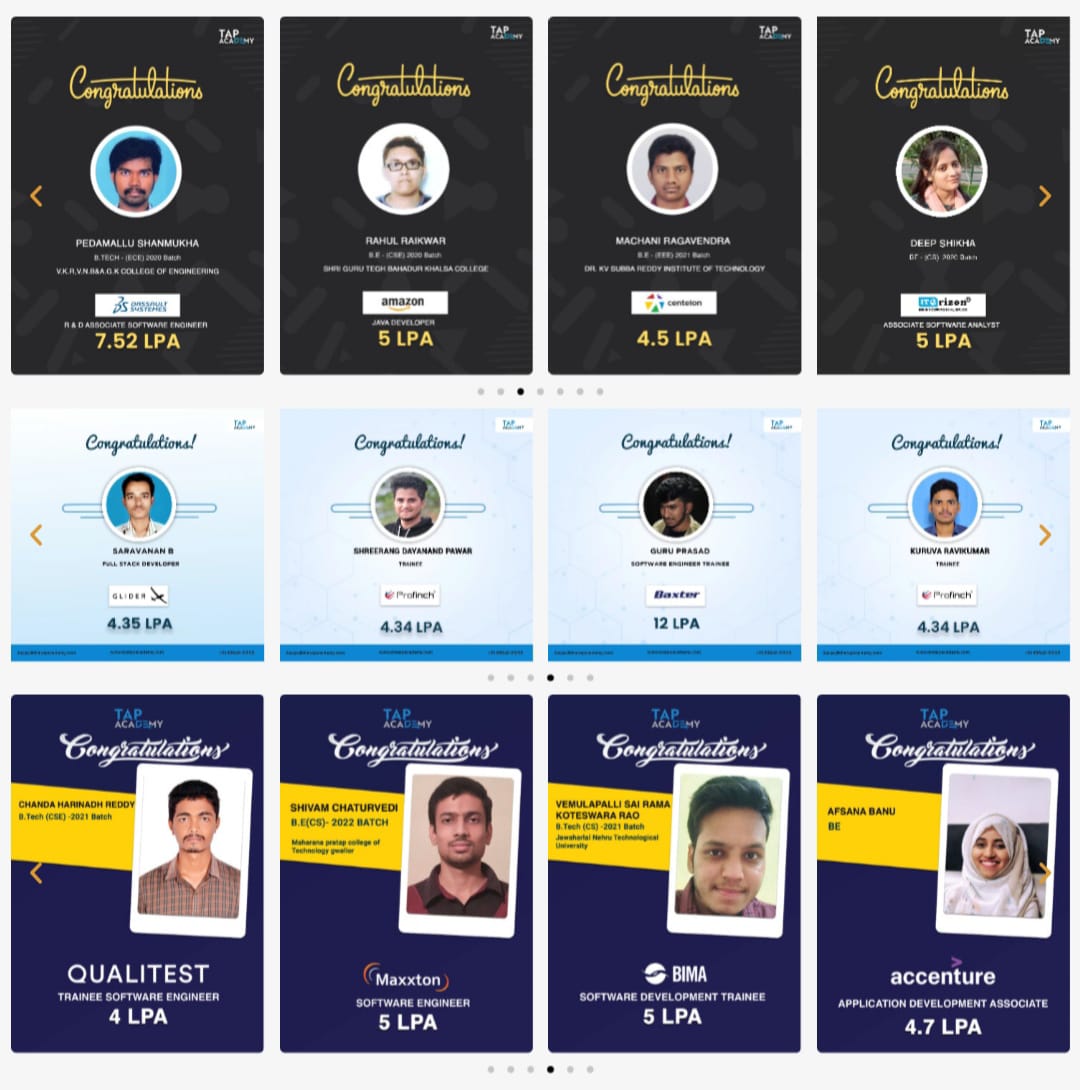 TAP
ACADEMY
Congratulations
PEDAMALLU SHANMUKHA
B.TECH - (ECE) 2020 Batch
V.K.R,V.N.B&A.G.K COLLEGE OF ENGINEERING
DASSAULT
SYSTEMES
R & D ASSOCIATE SOFTWARE ENGINEER
7.52 LPA
TAP
ACADEMY
Congratulations
RAHUL RAIKWAR
B.E - (CSE) 2020 Batch
SHRI GURU TEGH BAHADUR KHALSA COLLEGE
amazon
JAVA DEVELOPER
5 LPA
TAP
ACADEMY
Congratulations
MACHANI RAGAVENDRA
B.E - (EEE) 2021 Batch
DR. KV SUBBA REDDY INSTITUTE OF TECHNOLOGY
centelon
4.5 LPA
TAP
ACADEMY
Congratulations
DEEP SHIKHA
BE - (CS) 2020 Batch
ITOrizon
ASSOCIATE SOFTWARE ANALYST
5 LPA
TAP
ACADEMY
Congratulations!
SARAVANAN B
FULL STACK DEVELOPER
GLIDER
4.35 LPA
TAP
ACADEMY
Congratulations!
SHREERANG DAYANAND PAWAR
TRAINEE
Profinch
4.34 LPA
TAP
ACADEMY
Congratulations!
GURU PRASAD
SOFTWARE ENGINEER TRAINEE
Baxter
12 LPA
TAP
ACADEMY
Congratulations!
KURUVA RAVIKUMAR
TRAINEE
Profinch
4.34 LPA
TAP
ACADEMY
Congratulations
CHANDA HARINADH REDDY
B.Tech (CSE) -2021 Batch
QUALITEST
TRAINEE SOFTWARE ENGINEER
4 LPA
TAP
ACADEMY
Congratulations
SHIVAM CHATURVEDI
B.E(CS)- 2022 BATCH
Maharana pratap college of
Technology gwalior
Maxxton
SOFTWARE ENGINEER
5 LPA
TAP
ACADEMY
Congratulations
VEMULAPALLI SAI RAMA
KOTESWARA RAO
B.Tech (CS) -2021 Batch
Jawaharlal Nehru Technological
University
BIMA
SOFTWARE DEVELOPMENT TRAINEE
5 LPA
TAP
ACADEMY
Congratulations
AFSANA BANU
BE
accenture
APPLICATION DEVELOPMENT ASSOCIATE
4.7 LPA